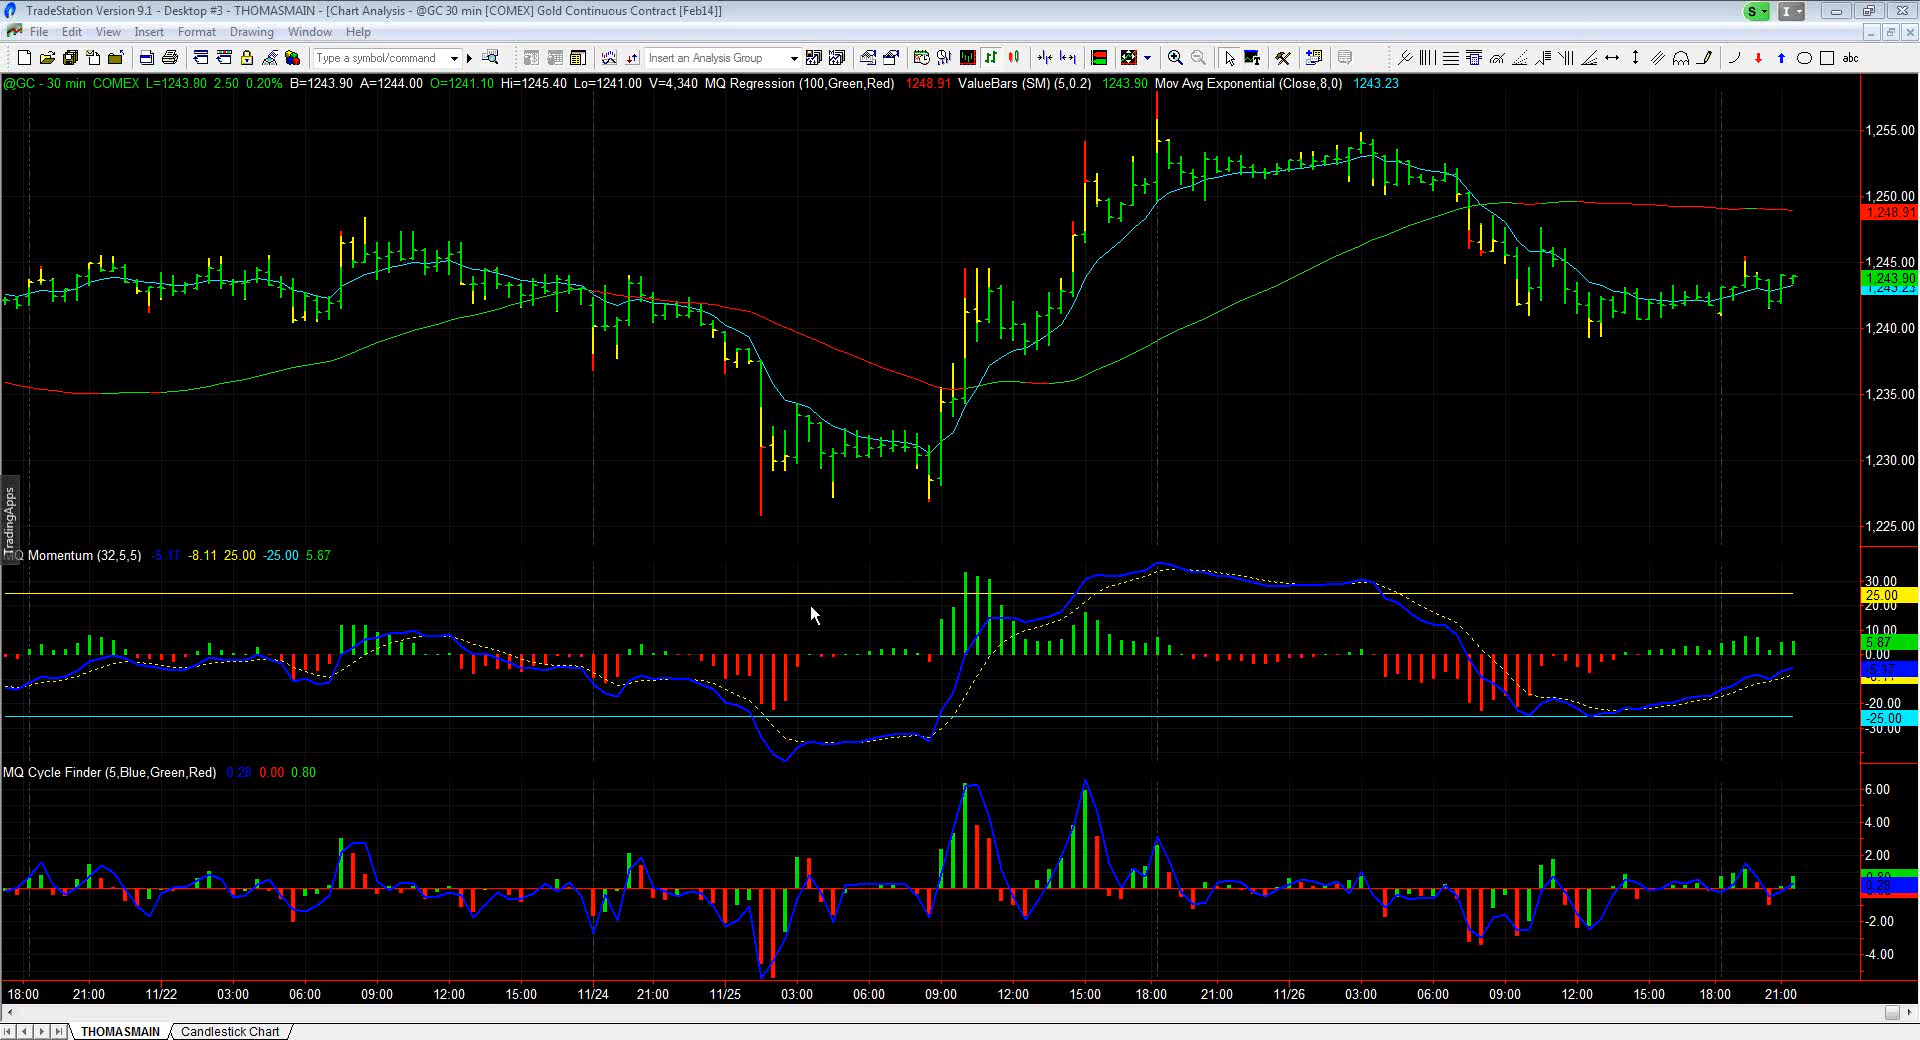 TradeStation Version 9.1 - Desktop #3 - THOMASMAIN - [Chart Analysis - @GC 30 min [COMEX] Gold Continuous Contract [Feb14]]
S
I
File Edit View Insert Format Drawing Window Help
Type a symbol/command
Insert an Analysis Group
abc
@GC - 30 min COMEX L=1243.80 2.50 0.20% B=1243.90 A=1244.00 O=1241.10 Hi=1245.40 Lo=1241.00 V=4,340 MQ Regression (100,Green,Red) 1248.91 ValueBars (SM) (5,0.2) 1243.90 Mov Avg Exponential (Close,8,0) 1243.23
1,255.00
1,250.00
1,248.91
1,245.00
1,243.90
1,243.23
1,240.00
1,235.00
1,230.00
1,225.00
TradingApps
MQ Momentum (32,5,5) -5.17 -8.11 25.00 -25.00 5.87
30.00
25.00
20.00
10.00
5.87
0.00
-5.17
-8.11
-20.00
-25.00
-30.00
MQ Cycle Finder (5,Blue,Green,Red) 0.28 0.00 0.80
6.00
4.00
2.00
0.80
0.28
-2.00
-4.00
18:00 21:00 11/22 03:00 06:00 09:00 12:00 15:00 11/24 21:00 11/25 03:00 06:00 09:00 12:00 15:00 18:00 21:00 11/26 03:00 06:00 09:00 12:00 15:00 18:00 21:00
THOMASMAIN Candlestick Chart